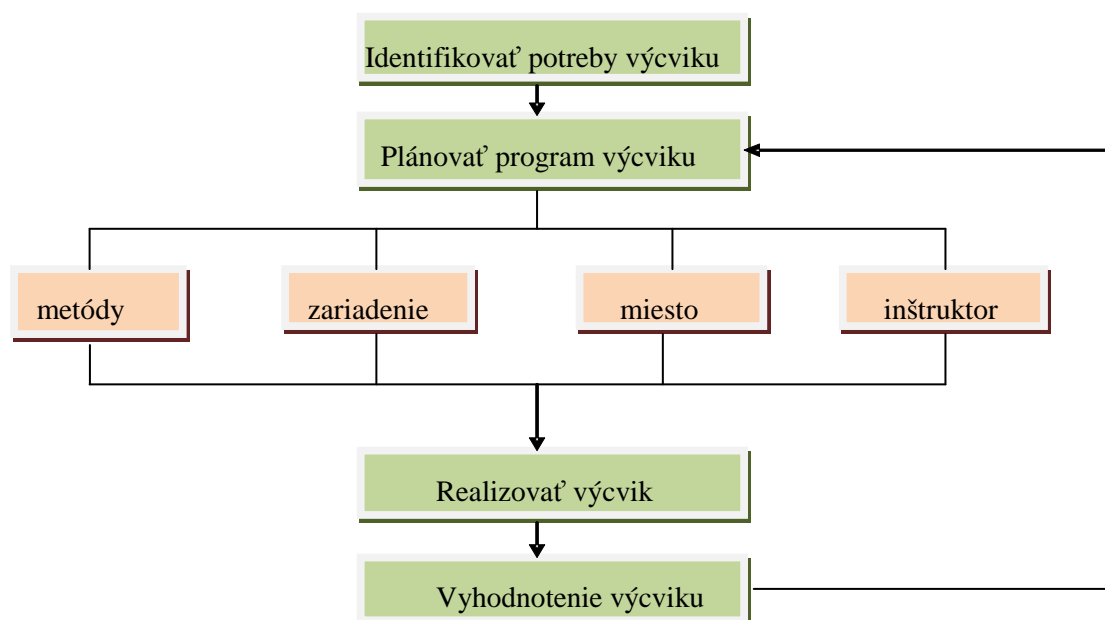 Identifikovať potreby výcviku
Plánovať program výcviku
metódy
zariadenie
miesto
inštruktor
Realizovať výcvik
Vyhodnotenie výcviku